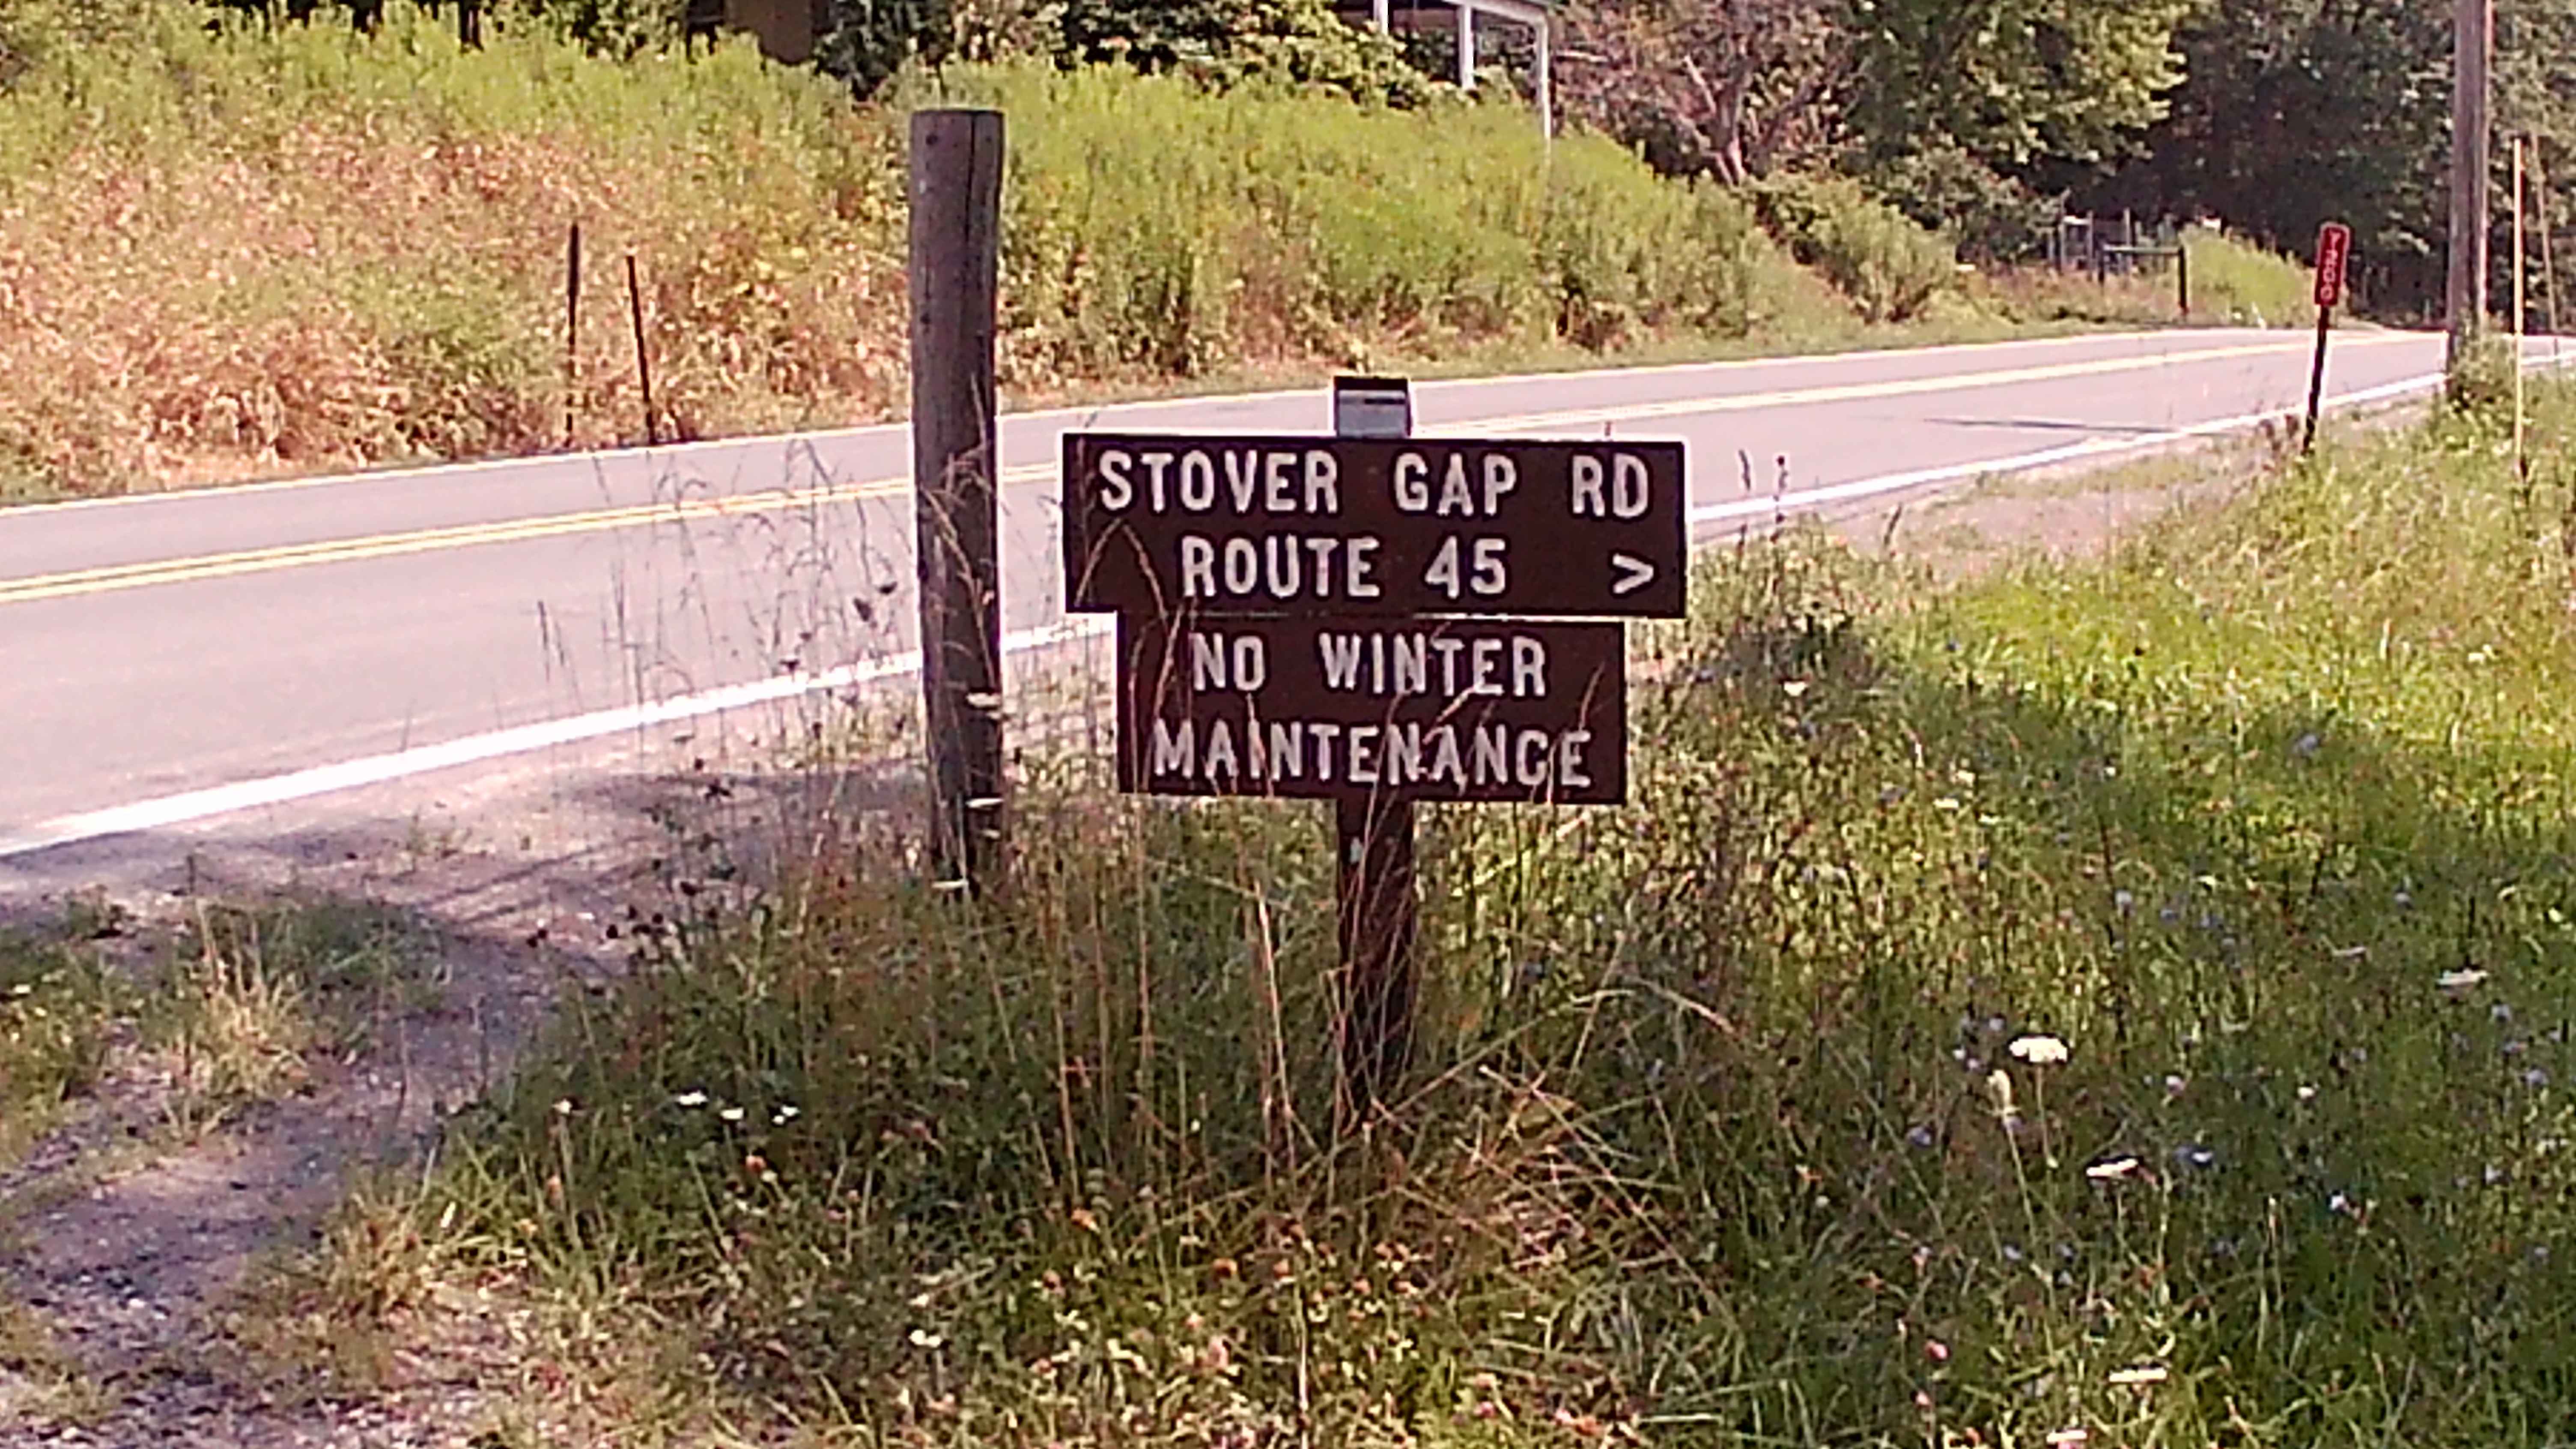 STOVER GAP RD
ROUTE 45 >
NO WINTER
MAINTENANCE